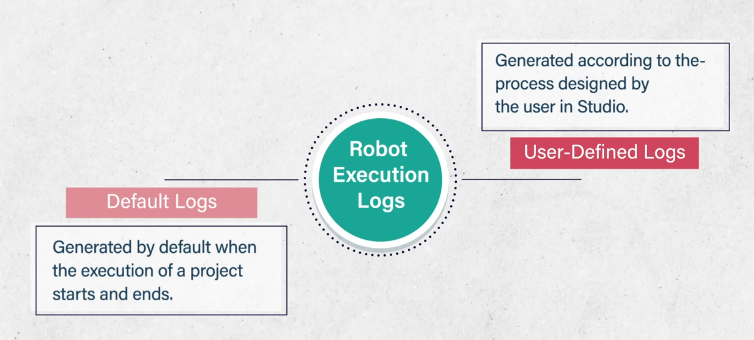 Generated according to the-
process designed by
the user in Studio.
User-Defined Logs
Robot
Execution
Logs
Default Logs
Generated by default when
the execution of a project
starts and ends.